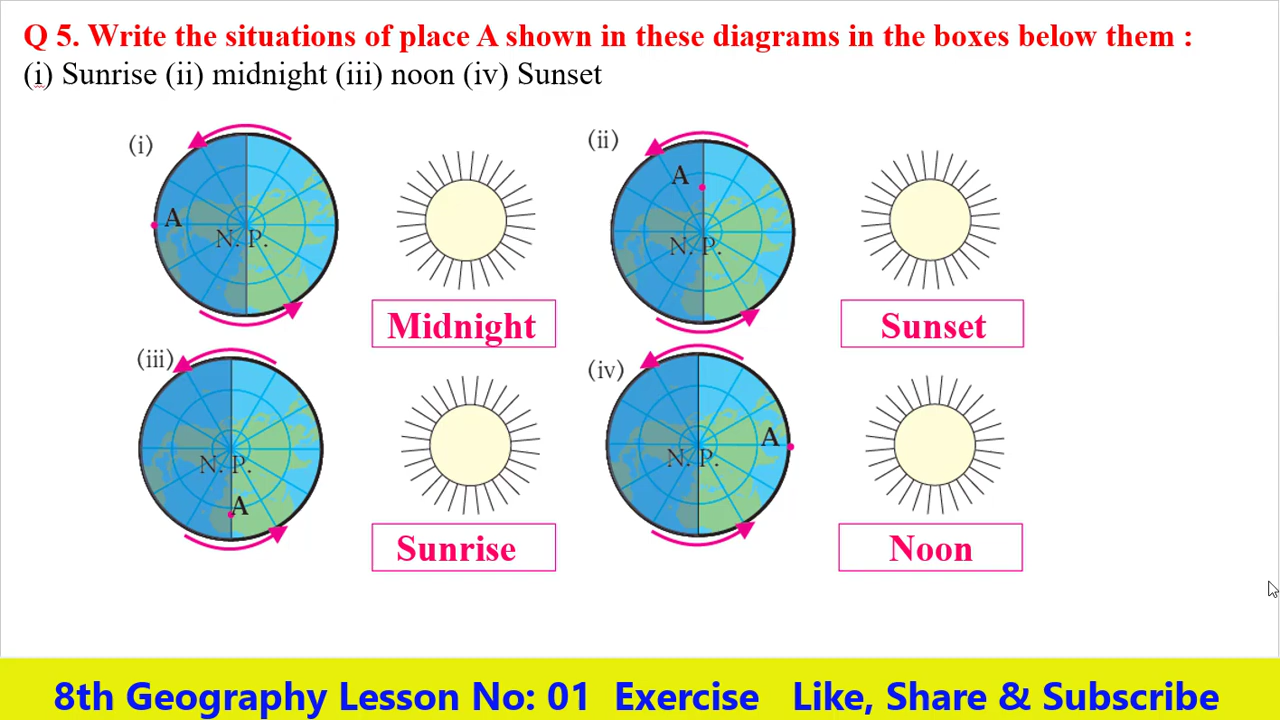 Q 5. Write the situations of place A shown in these diagrams in the boxes below them :
(i) Sunrise (ii) midnight (iii) noon (iv) Sunset
(i)
A
N. P.
Midnight
(ii)
A
N. P.
Sunset
(iii)
N. P.
A
Sunrise
(iv)
A
N. P.
Noon
8th Geography Lesson No: 01 Exercise Like, Share & Subscribe